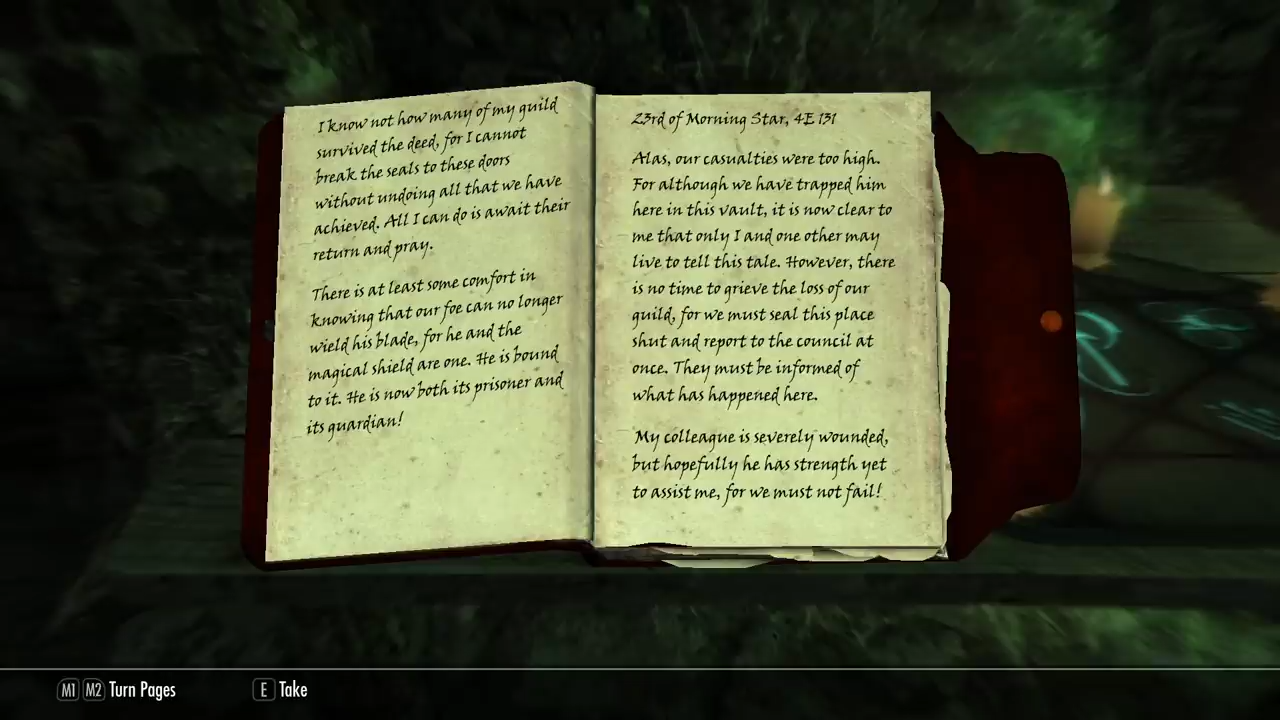 I know not how many of my guild
survived the deed, for I cannot
break the seals to these doors
without undoing all that we have
achieved. All I can do is await their
return and pray.
There is at least some comfort in
knowing that our foe can no longer
wield his blade, for he and the
magical shield are one. He is bound
to it. He is now both its prisoner and
its guardian!
23rd of Morning Star, 4E 131
Alas, our casualties were too high.
For although we have trapped him
here in this vault, it is now clear to
me that only I and one other may
live to tell this tale. However, there
is no time to grieve the loss of our
guild, for we must seal this place
shut and report to the council at
once. They must be informed of
what has happened here.
My colleague is severely wounded,
but hopefully he has strength yet
to assist me, for we must not fail!
M1 M2 Turn Pages
E Take